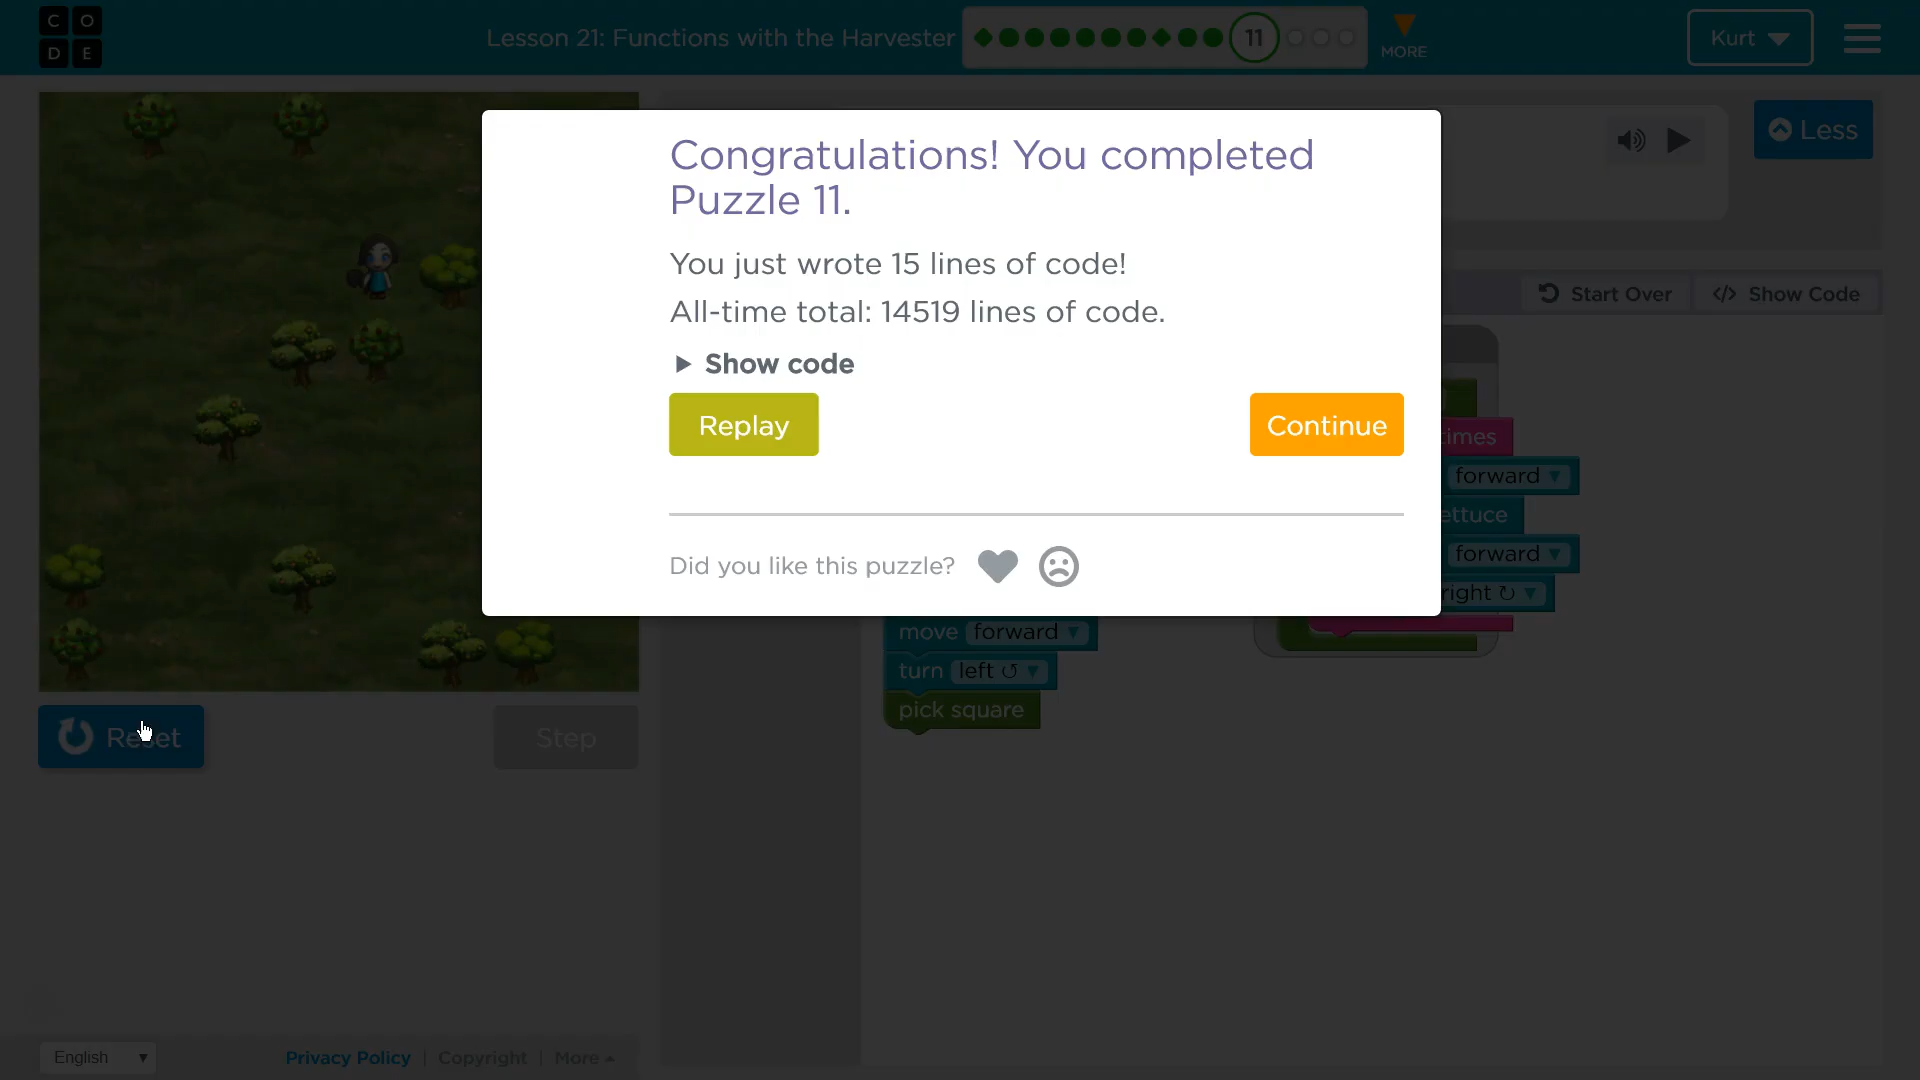 C O
D E
Lesson 21: Functions with the Harvester
11
MORE
Kurt
Less
Congratulations! You completed
Puzzle 11.
You just wrote 15 lines of code!
All-time total: 14519 lines of code.
Show code
Replay
Continue
Did you like this puzzle?
Start Over
Show Code
forward
forward
right ↻
move forward
turn left ↺
pick square
Reset
Step
English
Privacy Policy | Copyright | More